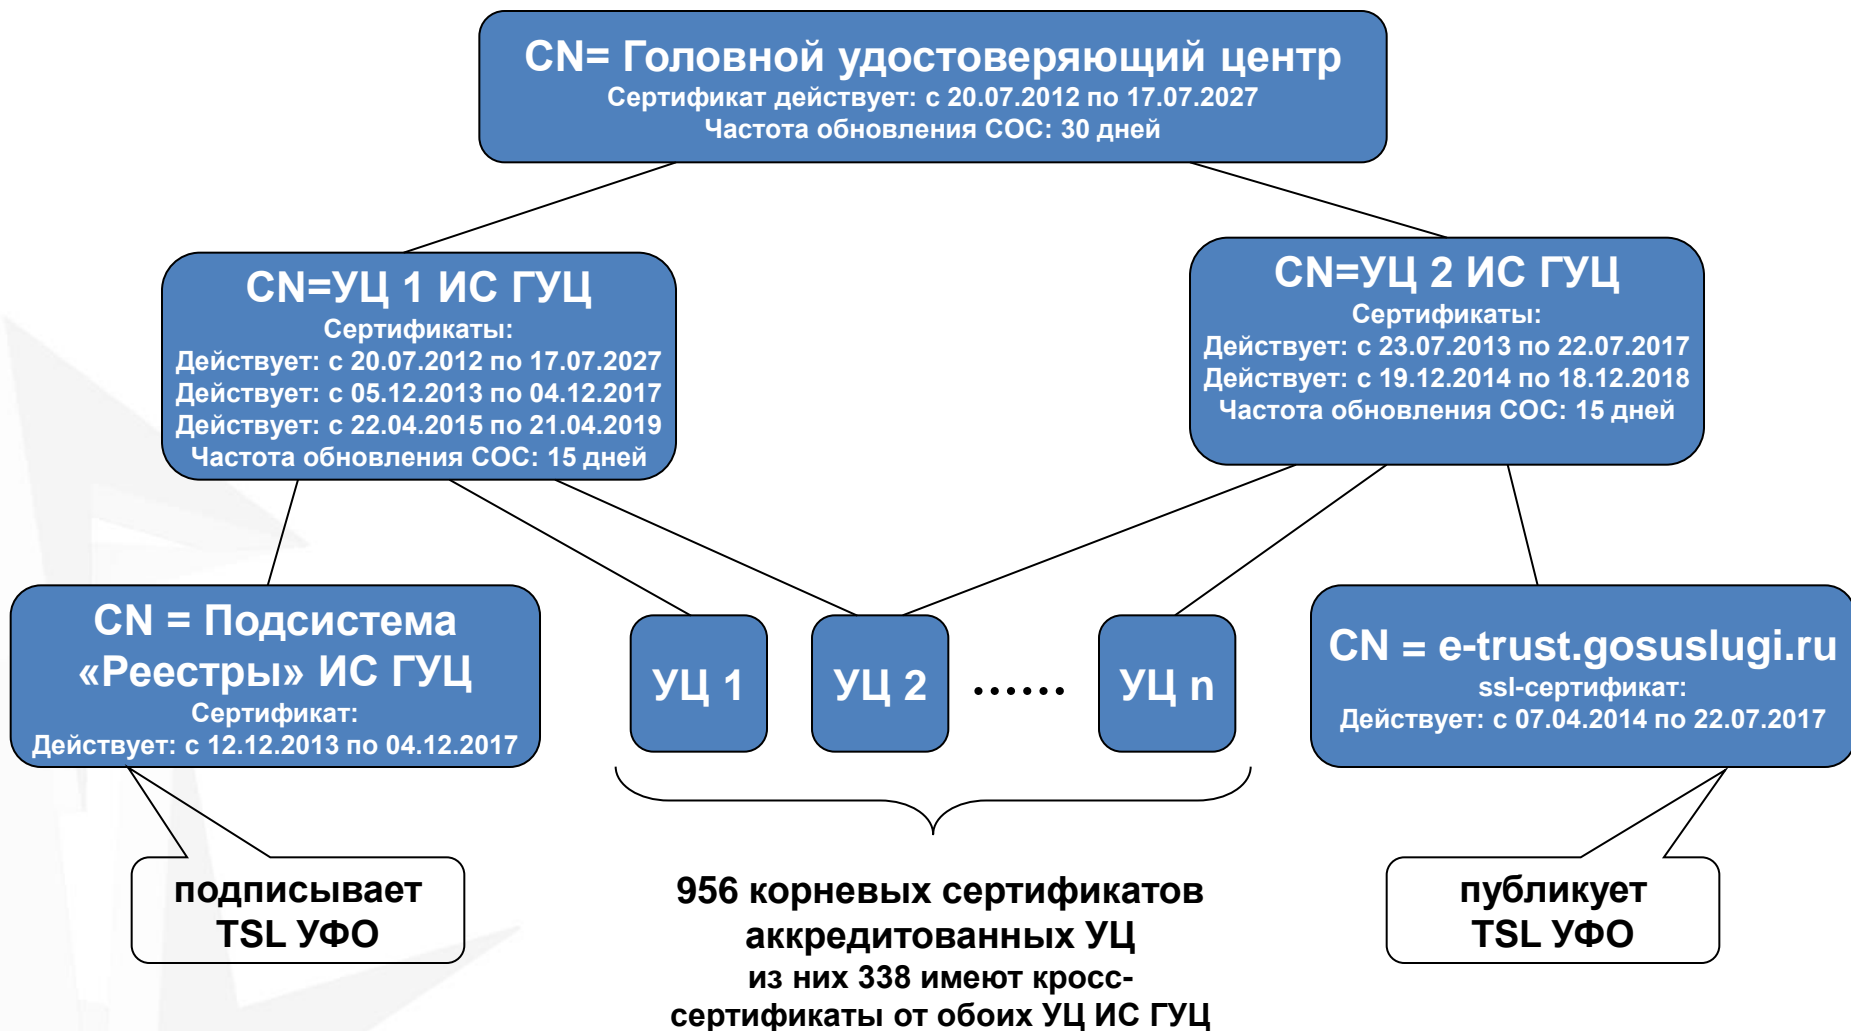 CN= Головной удостоверяющий центр
Сертификат действует: с 20.07.2012 по 17.07.2027
Частота обновления СОС: 30 дней
CN=УЦ 1 ИС ГУЦ
Сертификаты:
Действует: с 20.07.2012 по 17.07.2027
Действует: с 05.12.2013 по 04.12.2017
Действует: с 22.04.2015 по 21.04.2019
Частота обновления СОС: 15 дней
CN=УЦ 2 ИС ГУЦ
Сертификаты:
Действует: с 23.07.2013 по 22.07.2017
Действует: с 19.12.2014 по 18.12.2018
Частота обновления СОС: 15 дней
CN = Подсистема
«Реестры» ИС ГУЦ
Сертификат:
Действует: с 12.12.2013 по 04.12.2017
УЦ 1
УЦ 2
......
УЦ n
CN = e-trust.gosuslugi.ru
ssl-сертификат:
Действует: с 07.04.2014 по 22.07.2017
подписывает
TSL УФО
956 корневых сертификатов
аккредитованных УЦ
из них 338 имеют кросс-
сертификаты от обоих УЦ ИС ГУЦ
публикует
TSL УФО